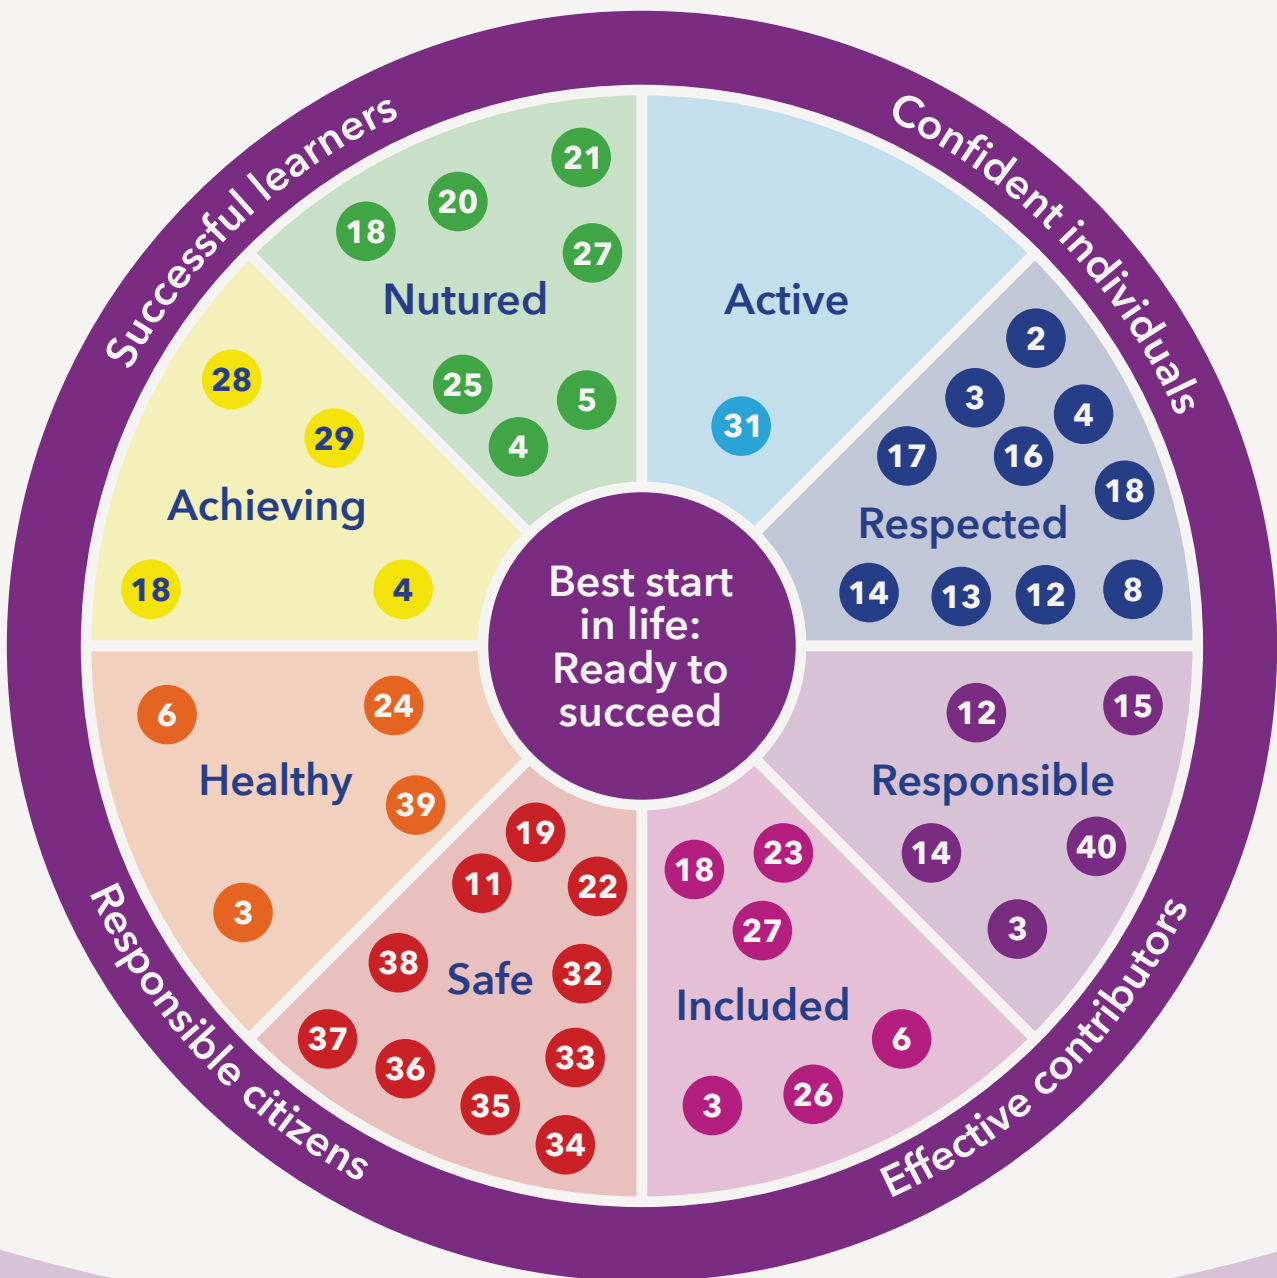 Successful learners
Confident individuals
21
20
18
27
Nutured
25
5
4
Active
31
2
3
4
17
16
18
Respected
14
13
12
8
28
29
Achieving
18
4
Best start
in life:
Ready to
succeed
6
24
Healthy
39
3
19
11
22
38
Safe
32
37
36
33
35
34
18
23
27
Included
6
3
26
12
15
Responsible
14
40
3
Responsible citizens
Effective contributors